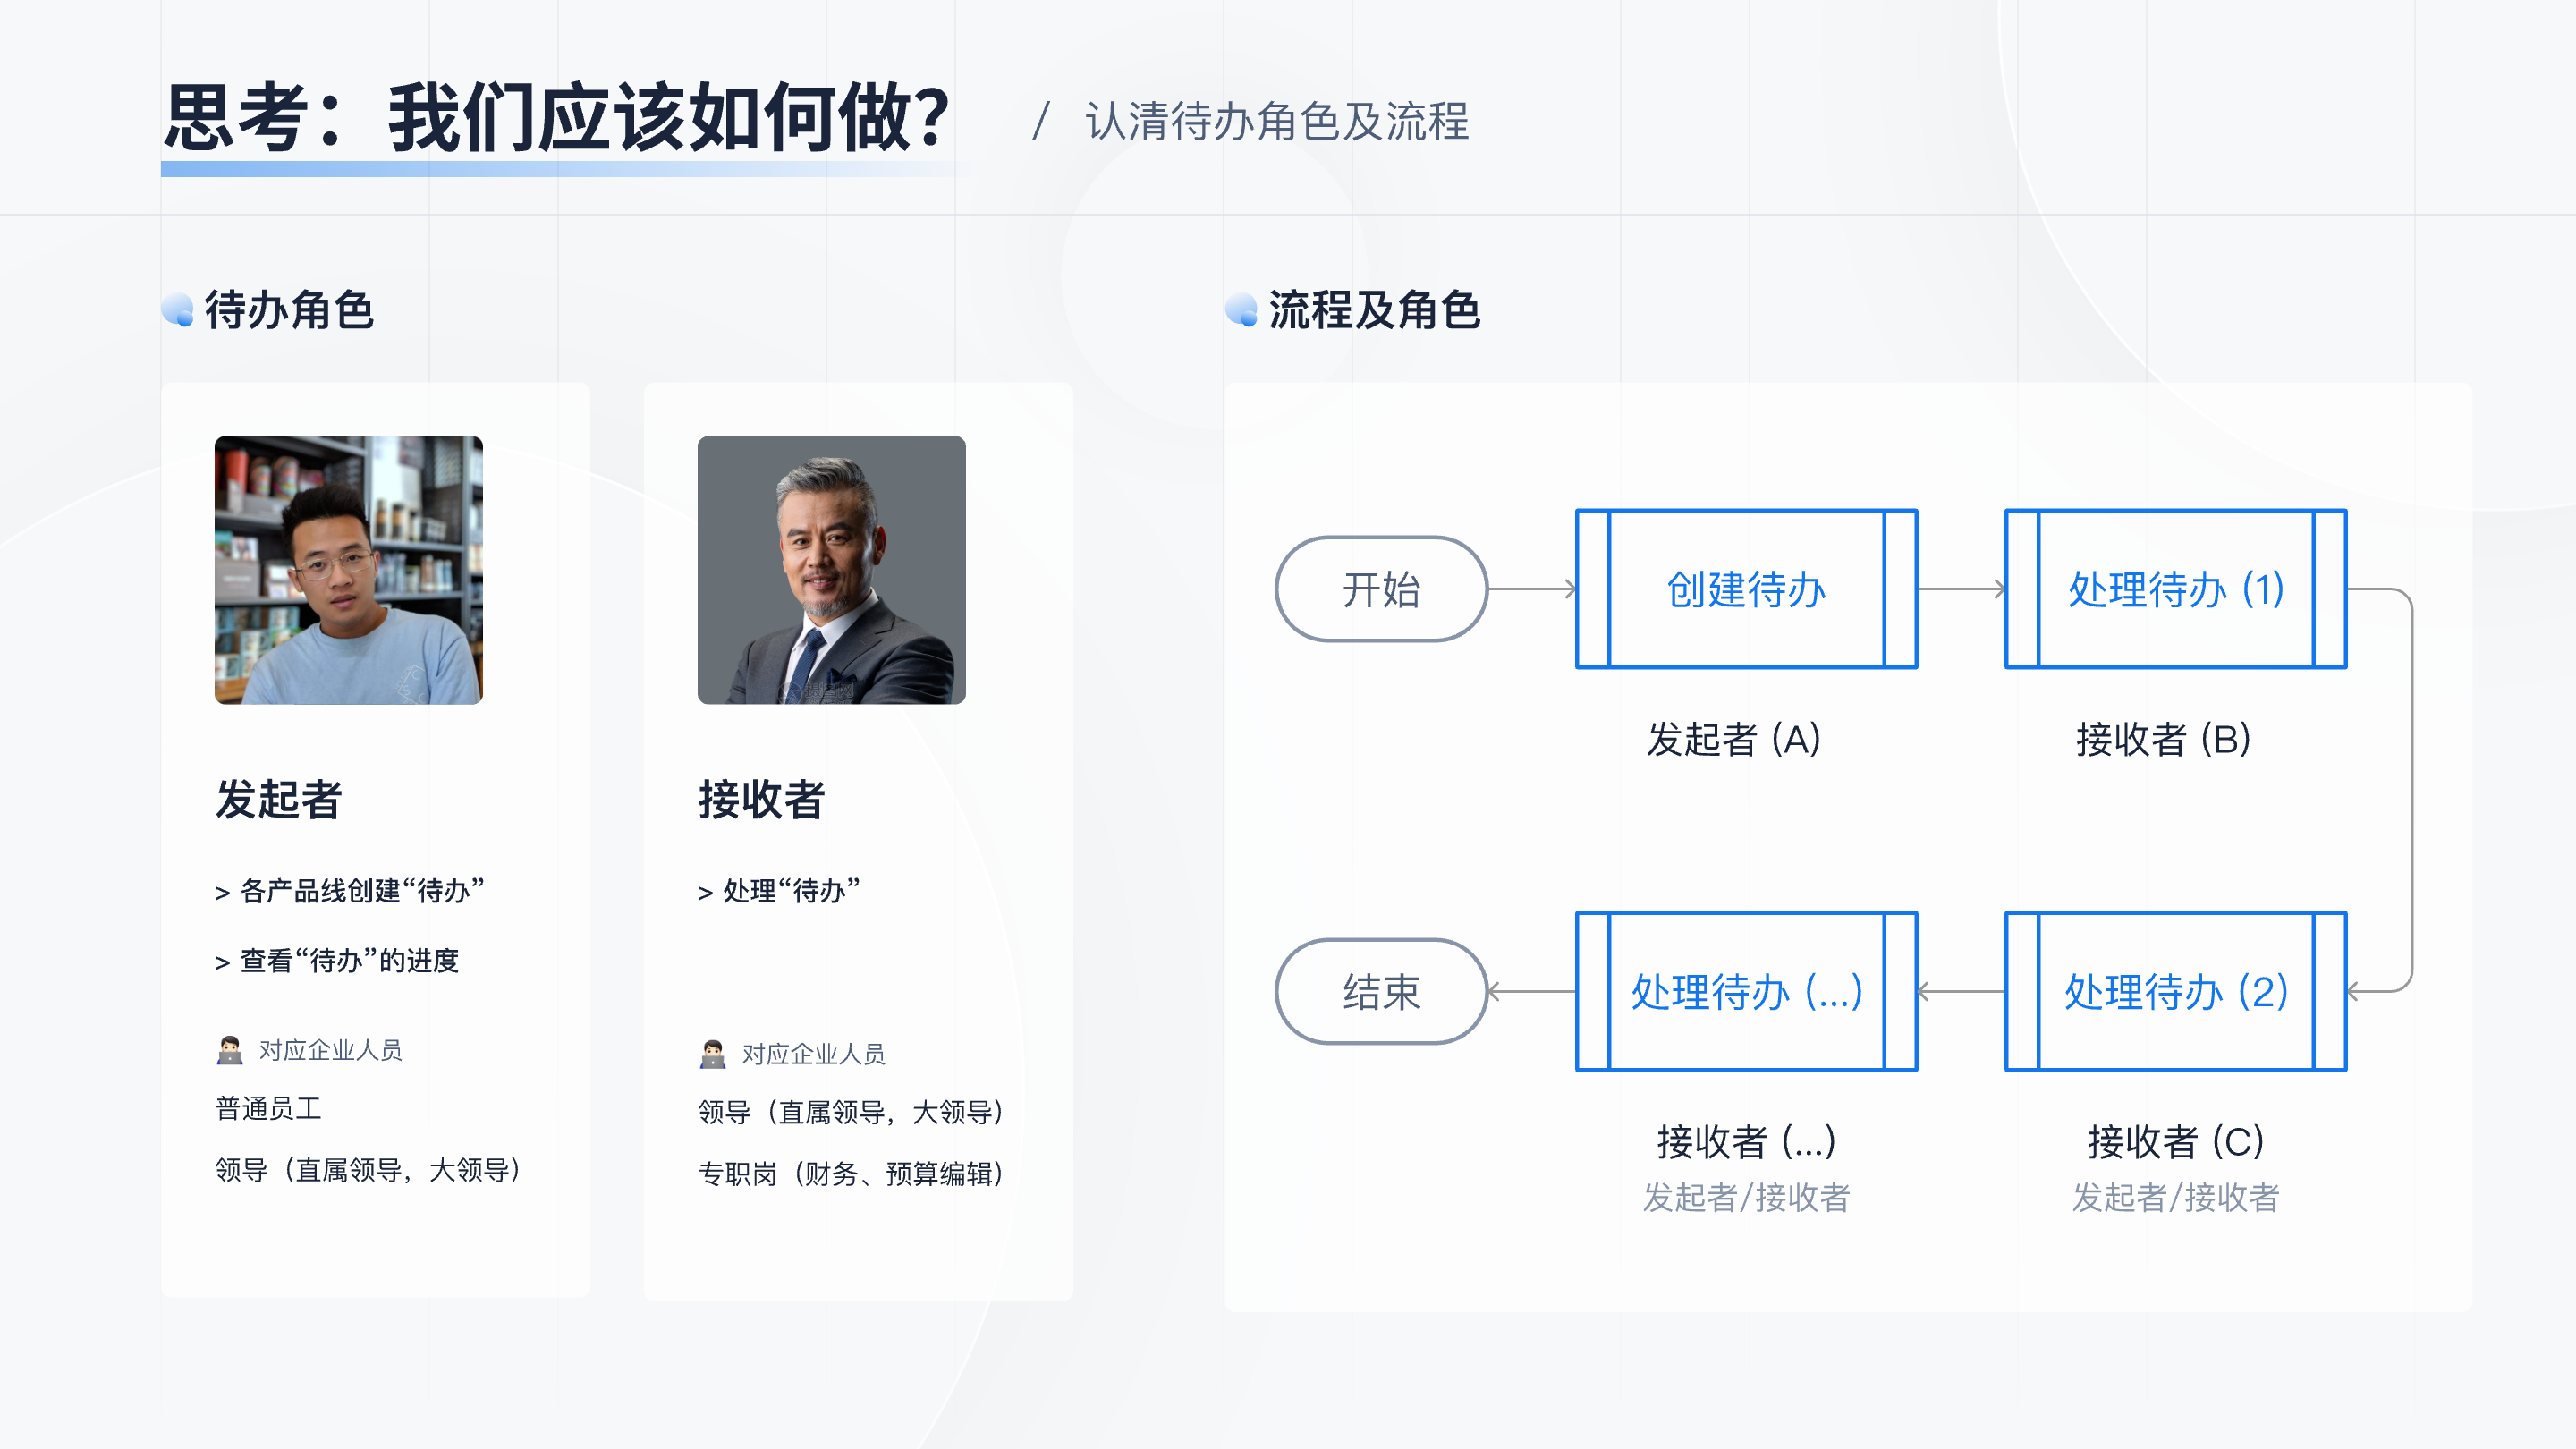 思考：我们应该如何做？ / 认清待办角色及流程
待办角色
发起者
> 各产品线创建“待办”
> 查看“待办”的进度
对应企业人员
普通员工
领导（直属领导，大领导）
接收者
> 处理“待办”
对应企业人员
领导（直属领导，大领导）
专职岗（财务、预算编辑）
流程及角色
开始
创建待办
处理待办 (1)
发起者 (A)
接收者 (B)
结束
处理待办 (...)
处理待办 (2)
接收者 (...)
接收者 (C)
发起者/接收者
发起者/接收者